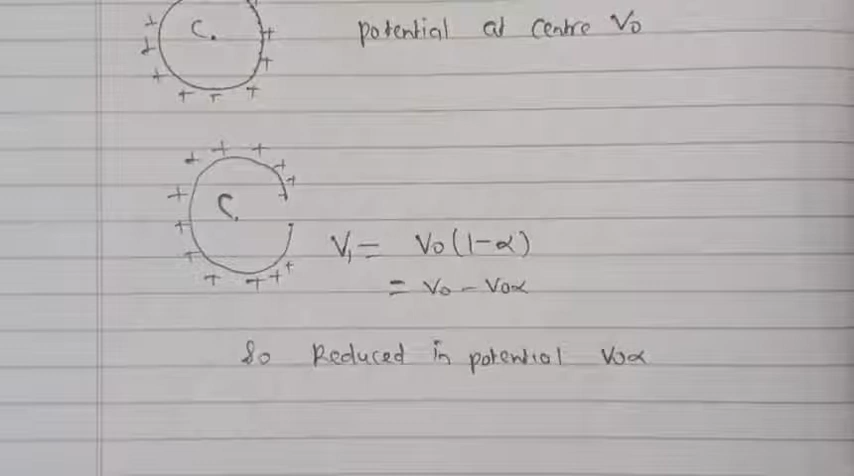 C. potential at centre V0
C.
V1 = V0(1-α)
= V0 - V0α
So Reduced in potential V0α